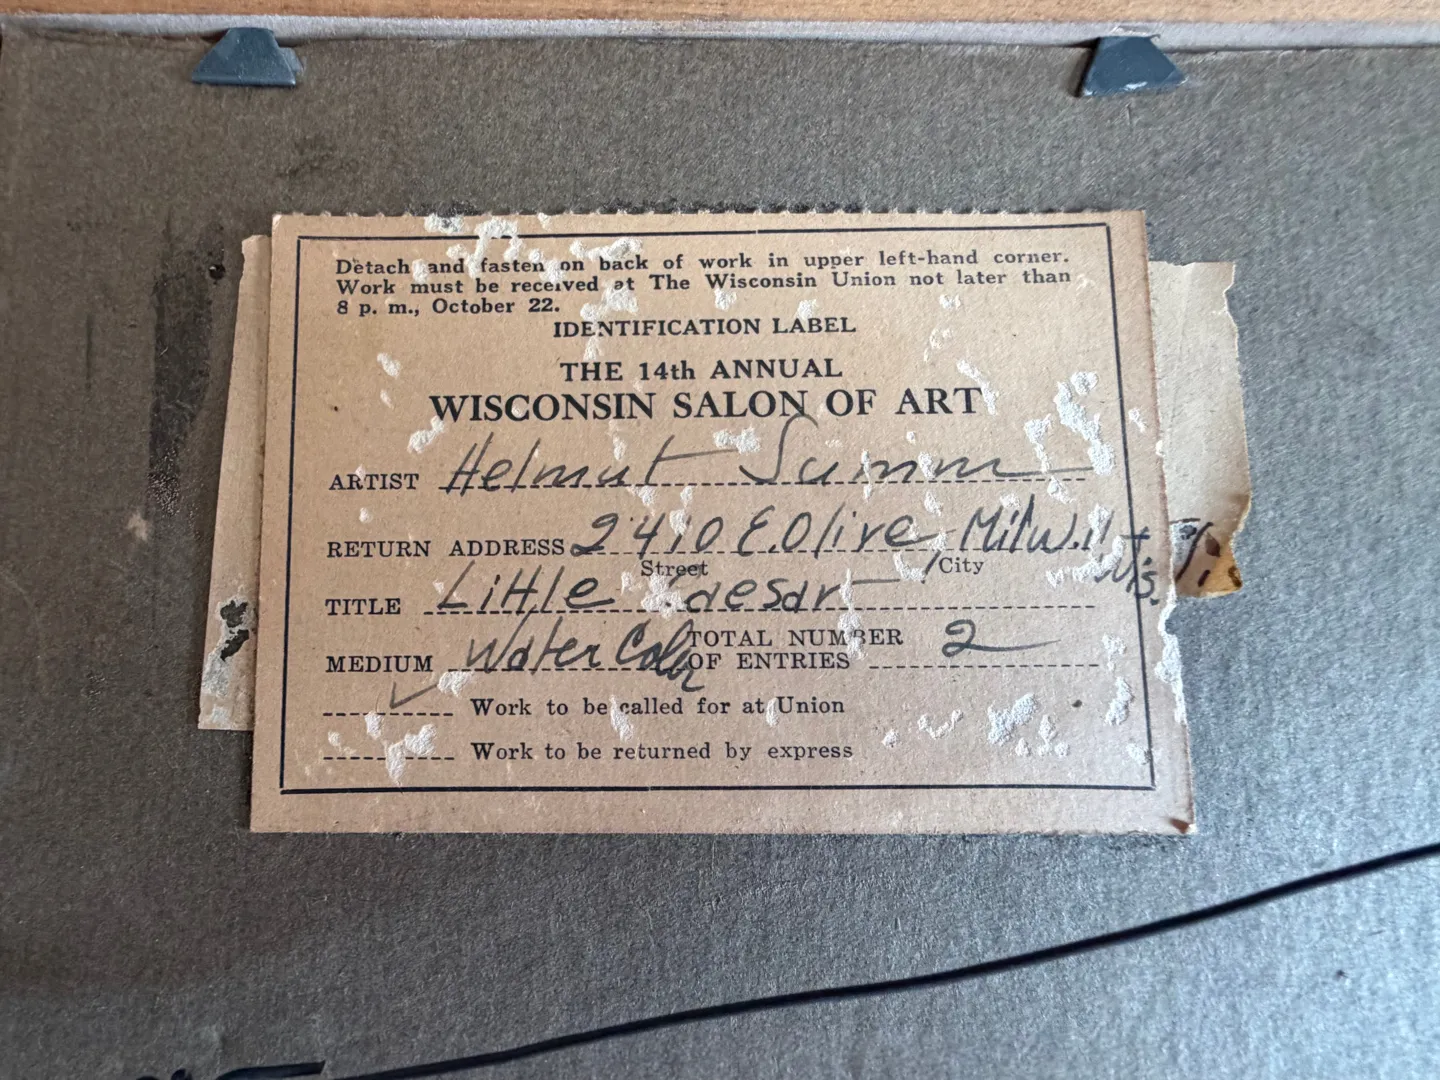 Detach and fasten on back of work in upper left-hand corner.
Work must be received at The Wisconsin Union not later than
8 p. m., October 22.
IDENTIFICATION LABEL
THE 14th ANNUAL
WISCONSIN SALON OF ART
ARTIST Helmut Summ
RETURN ADDRESS 2410 E. Olive Milw.
Street City
Wis.
TITLE Little Caesar
MEDIUM Water Color TOTAL NUMBER OF ENTRIES 2
✓ Work to be called for at Union
Work to be returned by express